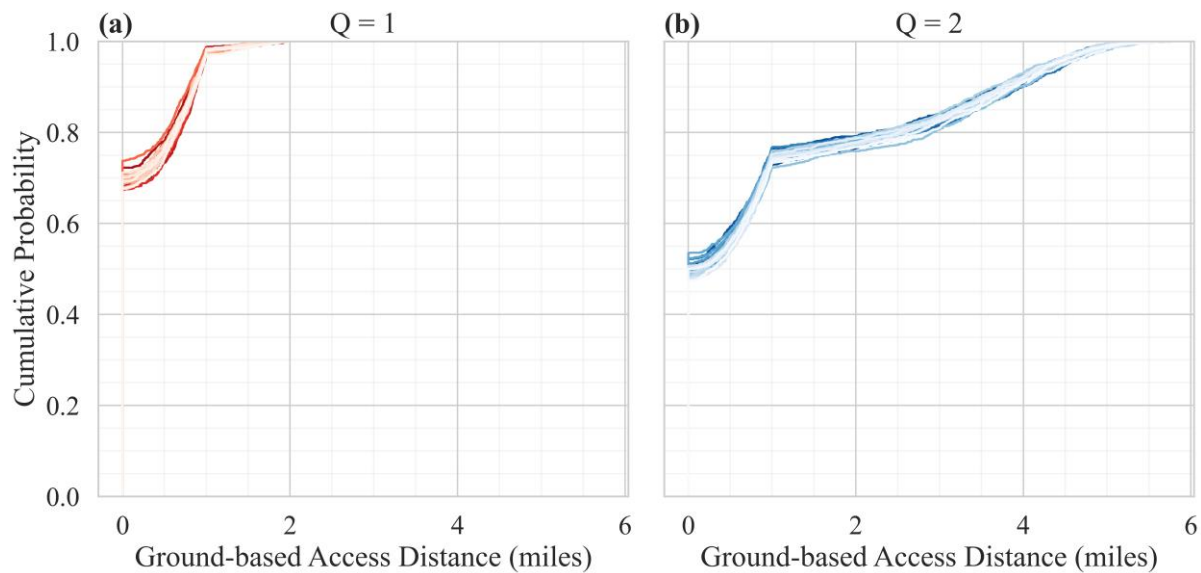 (a)
Q = 1
(b)
Q = 2
Cumulative Probability
1.0
0.8
0.6
0.4
0.2
0.0
0
2
4
6
0
2
4
6
Ground-based Access Distance (miles)
Ground-based Access Distance (miles)